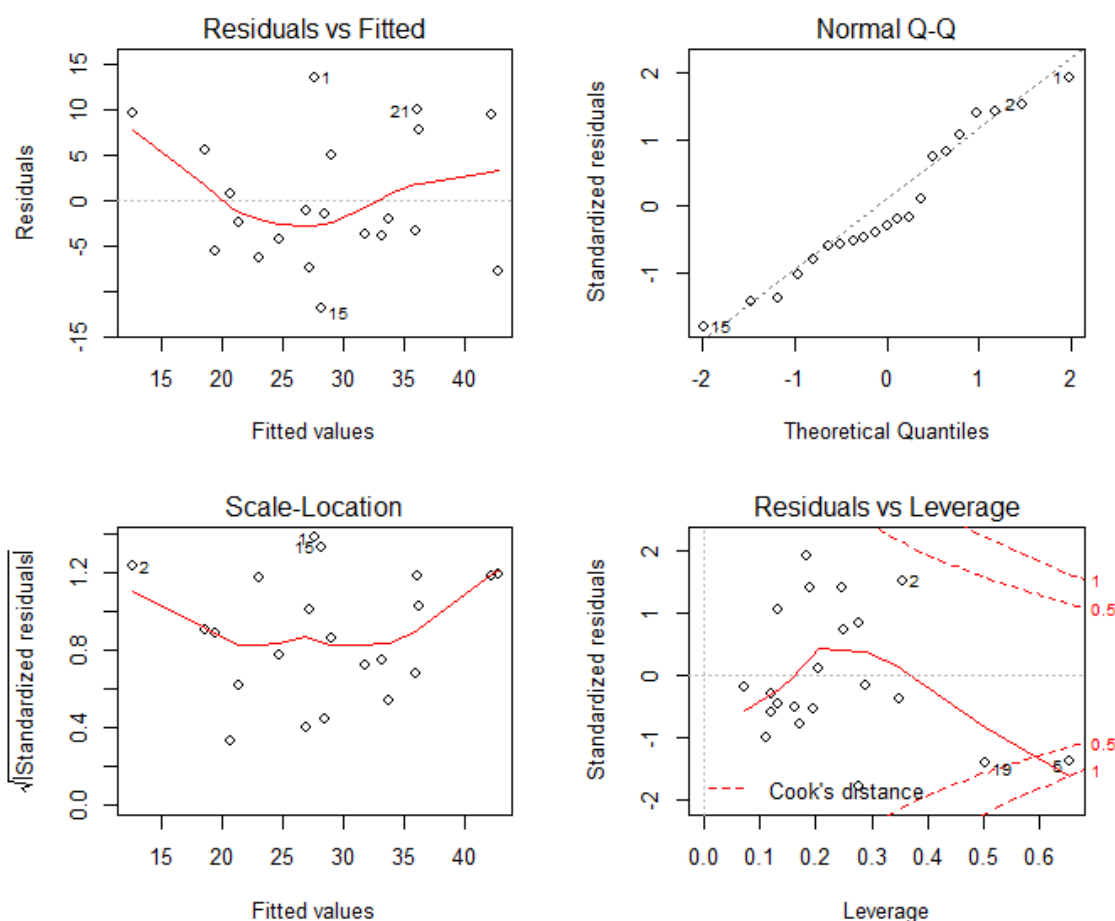 Residuals vs Fitted
Residuals
15
10
5
0
-5
-15
1
21
15
15 20 25 30 35 40
Fitted values
Normal Q-Q
Standardized residuals
2
1
0
-1
1
2
15
-2 -1 0 1 2
Theoretical Quantiles
Scale-Location
√|Standardized residuals|
1.2
0.8
0.4
0.0
2
1
15
15 20 25 30 35 40
Fitted values
Residuals vs Leverage
Standardized residuals
2
1
0
-1
-2
2
19
5
1
0.5
0.5
1
Cook's distance
0.0 0.1 0.2 0.3 0.4 0.5 0.6
Leverage